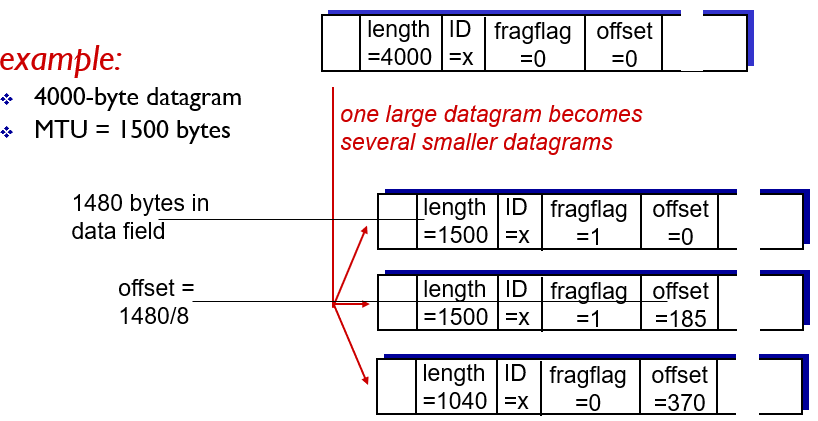 length ID fragflag offset
=4000 =x =0 =0
example:
❖ 4000-byte datagram
❖ MTU = 1500 bytes
one large datagram becomes
several smaller datagrams
1480 bytes in
data field
length ID fragflag offset
=1500 =x =1 =0
offset =
1480/8
length ID fragflag offset
=1500 =x =1 =185
length ID fragflag offset
=1040 =x =0 =370